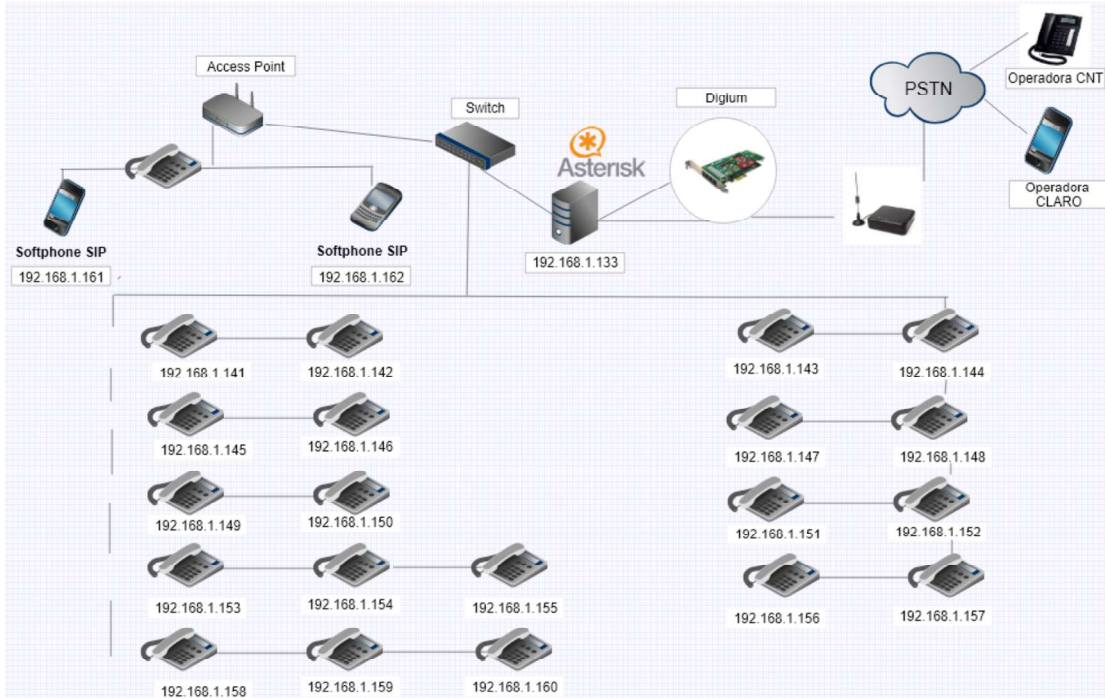 Access Point
Switch
Digium
PSTN
Operadora CNT
Asterisk
Operadora
CLARO
Softphone SIP
192.168.1.161
Softphone SIP
192.168.1.162
192.168.1.133
192.168.1.141
192.168.1.142
192.168.1.143
192.168.1.144
192.168.1.145
192.168.1.146
192.168.1.147
192.168.1.148
192.168.1.149
192.168.1.150
192.168.1.151
192.168.1.152
192.168.1.153
192.168.1.154
192.168.1.155
192.168.1.156
192.168.1.157
192.168.1.158
192.168.1.159
192.168.1.160